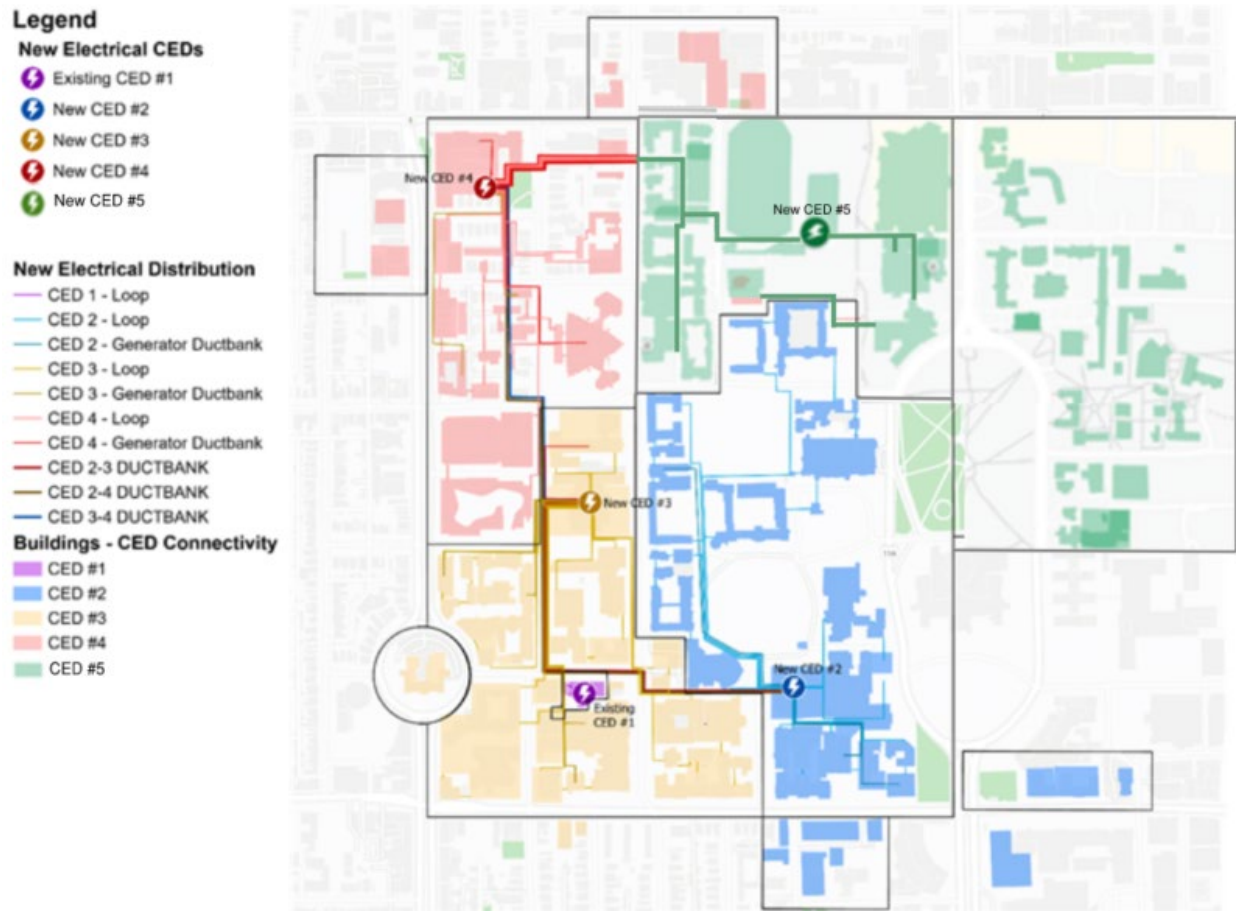 Legend
New Electrical CEDs
Existing CED #1
New CED #2
New CED #3
New CED #4
New CED #5
New Electrical Distribution
CED 1 - Loop
CED 2 - Loop
CED 2 - Generator Ductbank
CED 3 - Loop
CED 3 - Generator Ductbank
CED 4 - Loop
CED 4 - Generator Ductbank
CED 2-3 DUCTBANK
CED 2-4 DUCTBANK
CED 3-4 DUCTBANK
Buildings - CED Connectivity
CED #1
CED #2
CED #3
CED #4
CED #5
New CED #4
New CED #5
New CED #3
New CED #2
Existing
CED #1